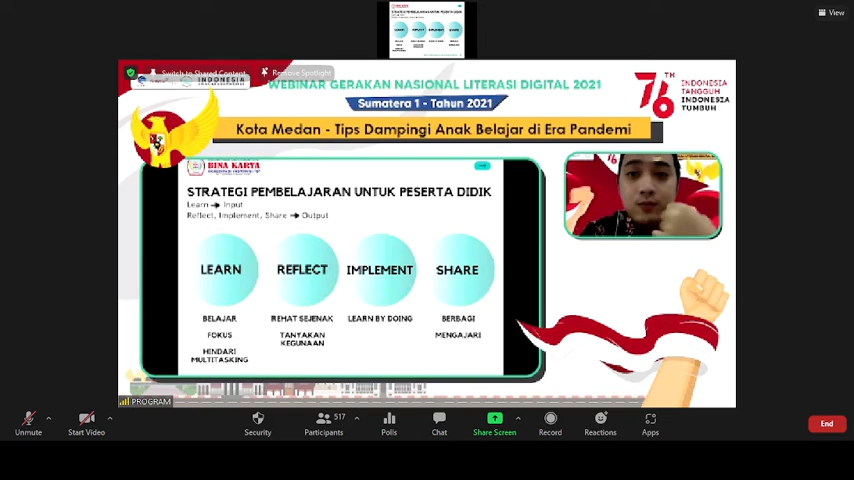 View
Switch to Shared Content
Remove Spotlight
INDONESIA
WEBINAR GERAKAN NASIONAL LITERASI DIGITAL 2021
Sumatera 1 - Tahun 2021
Kota Medan - Tips Dampingi Anak Belajar di Era Pandemi
76TH
INDONESIA
TANGGUH
INDONESIA
TUMBUH
BINA KARYA
STRATEGI PEMBELAJARAN UNTUK PESERTA DIDIK
Learn → Input
Reflect, Implement, Share → Output
LEARN REFLECT IMPLEMENT SHARE
BELAJAR REHAT SEJENAK LEARN BY DOING BERBAGI
FOKUS TANYAKAN KEGUNAAN MENGAJARI
HINDARI MULTITASKING
PROGRAM
517
Unmute Start Video Security Participants Polls Chat Share Screen Record Reactions Apps End